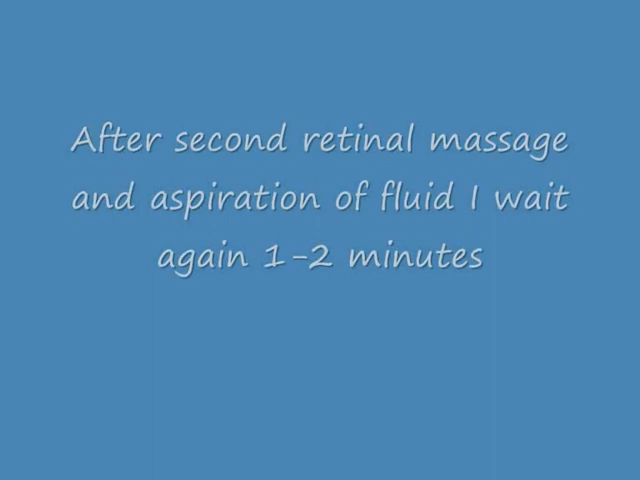 After second retinal massage
and aspiration of fluid I wait
again 1-2 minutes